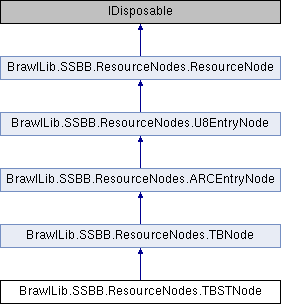 IDisposable
BrawlLib.SSBB.ResourceNodes.ResourceNode
BrawlLib.SSBB.ResourceNodes.U8EntryNode
BrawlLib.SSBB.ResourceNodes.ARCEntryNode
BrawlLib.SSBB.ResourceNodes.TBNode
BrawlLib.SSBB.ResourceNodes.TBSTNode